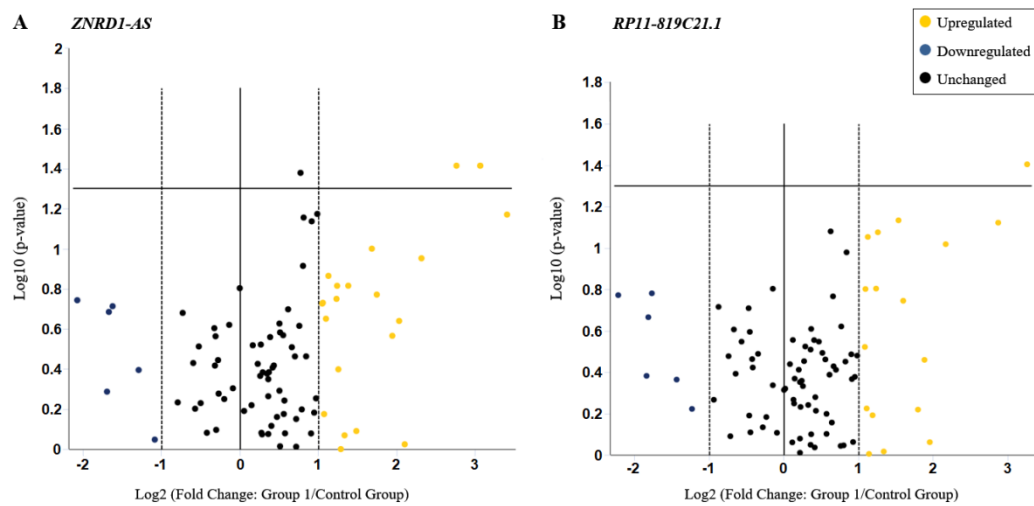 A ZNRD1-AS
2
1.8
1.6
1.4
1.2
1
0.8
0.6
0.4
0.2
0
-2 -1 0 1 2 3
Log10 (p-value)
Log2 (Fold Change: Group 1/Control Group)
B RP11-819C21.1
1.8
1.6
1.4
1.2
1
0.8
0.6
0.4
0.2
0
-2 -1 0 1 2 3
Log10 (p-value)
Log2 (Fold Change: Group 1/Control Group)
Upregulated
Downregulated
Unchanged